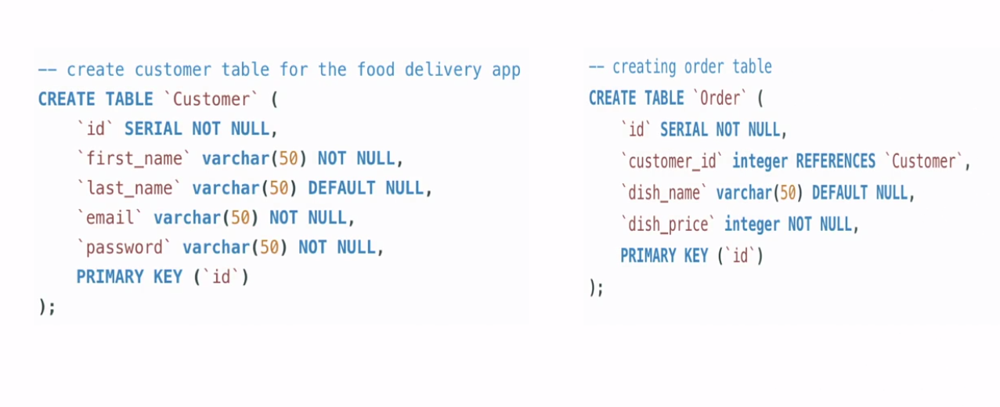 -- create customer table for the food delivery app
CREATE TABLE `Customer` (
    `id` SERIAL NOT NULL,
    `first_name` varchar(50) NOT NULL,
    `last_name` varchar(50) DEFAULT NULL,
    `email` varchar(50) NOT NULL,
    `password` varchar(50) NOT NULL,
    PRIMARY KEY (`id`)
);
-- creating order table
CREATE TABLE `Order` (
    `id` SERIAL NOT NULL,
    `customer_id` integer REFERENCES `Customer`,
    `dish_name` varchar(50) DEFAULT NULL,
    `dish_price` integer NOT NULL,
    PRIMARY KEY (`id`)
);